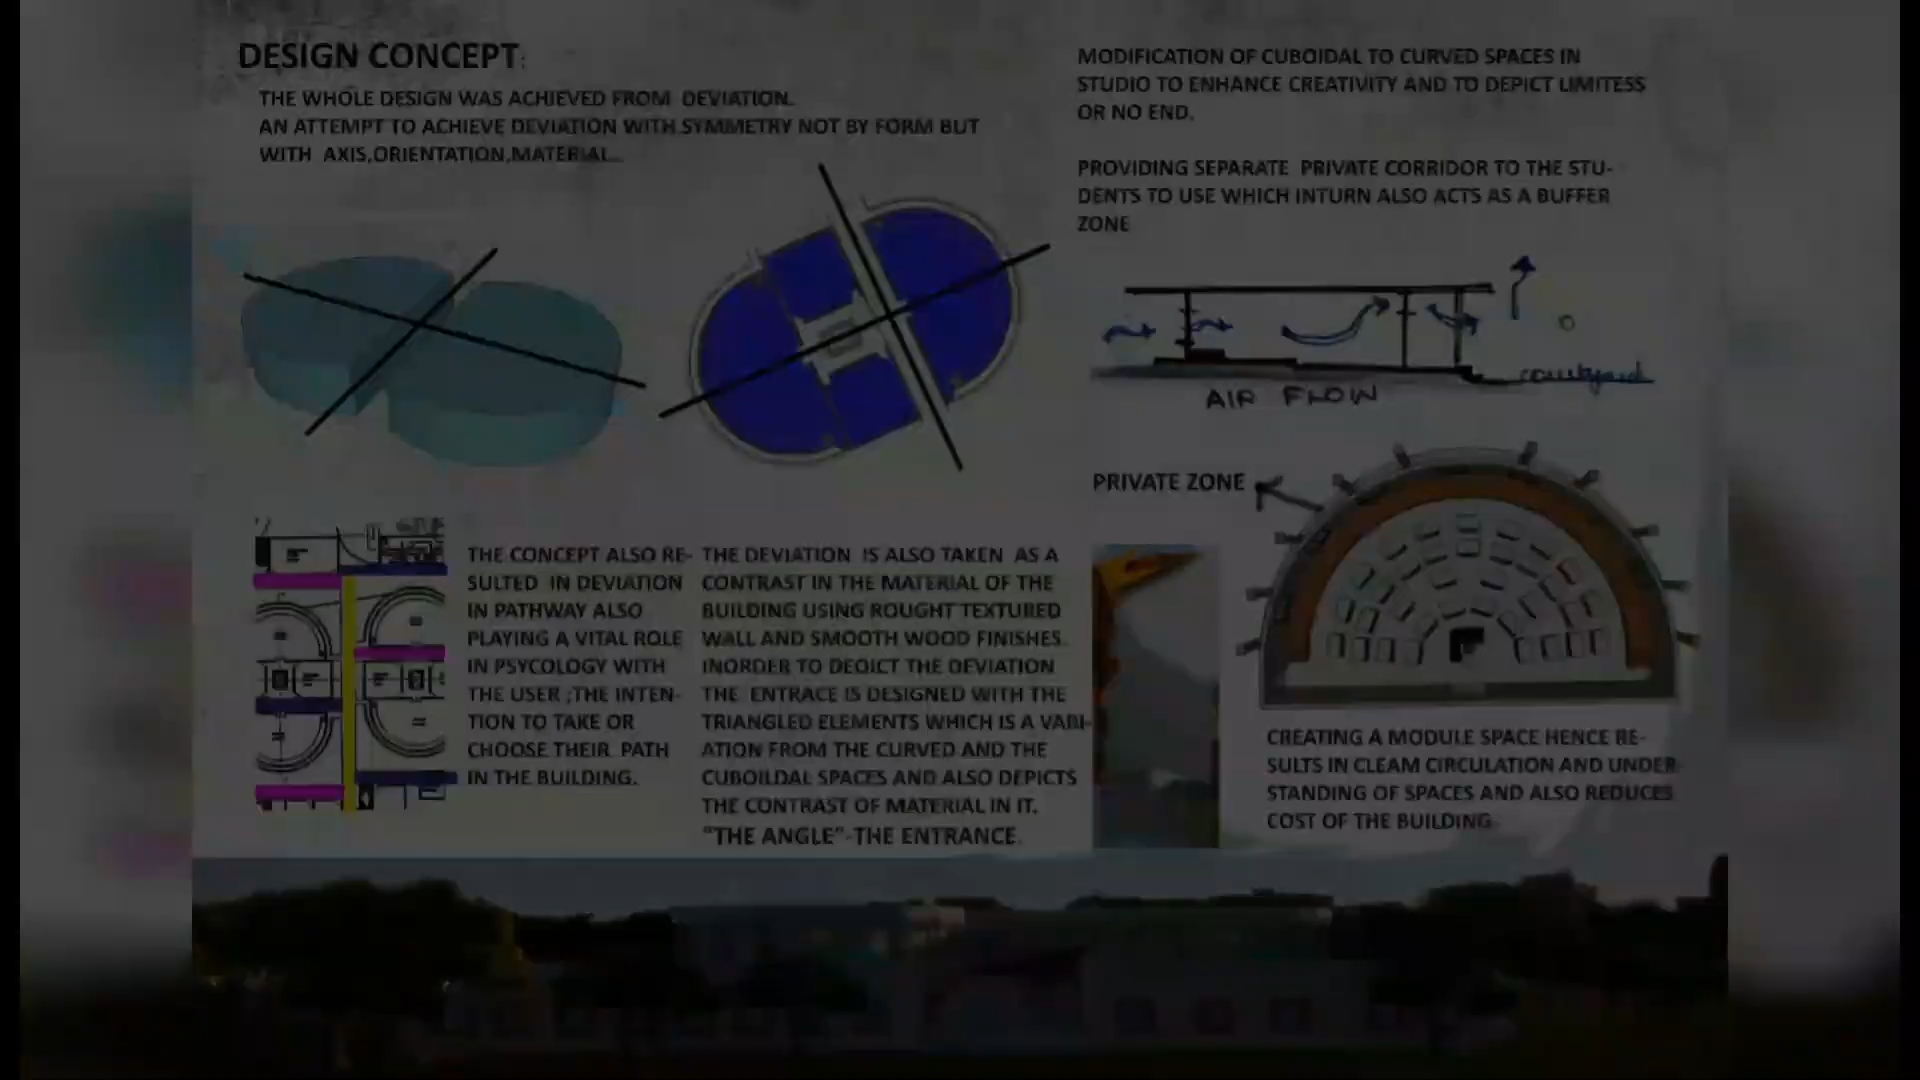 DESIGN CONCEPT:
THE WHOLE DESIGN WAS ACHIEVED FROM DEVIATION.
AN ATTEMPT TO ACHIEVE DEVIATION WITH SYMMETRY NOT BY FORM BUT
WITH AXIS,ORIENTATION,MATERIAL.
THE CONCEPT ALSO RE-
SULTED IN DEVIATION
IN PATHWAY ALSO
PLAYING A VITAL ROLE
IN PSYCOLOGY WITH
THE USER ;THE INTEN-
TION TO TAKE OR
CHOOSE THEIR PATH
IN THE BUILDING.
THE DEVIATION IS ALSO TAKEN AS A
CONTRAST IN THE MATERIAL OF THE
BUILDING USING ROUGHT TEXTURED
WALL AND SMOOTH WOOD FINISHES.
INORDER TO DEOICT THE DEVIATION
THE ENTRACE IS DESIGNED WITH THE
TRIANGLED ELEMENTS WHICH IS A VARI-
ATION FROM THE CURVED AND THE
CUBOILDAL SPACES AND ALSO DEPICTS
THE CONTRAST OF MATERIAL IN IT.
"THE ANGLE"-THE ENTRANCE.
MODIFICATION OF CUBOIDAL TO CURVED SPACES IN
STUDIO TO ENHANCE CREATIVITY AND TO DEPICT LIMITESS
OR NO END.
PROVIDING SEPARATE PRIVATE CORRIDOR TO THE STU-
DENTS TO USE WHICH INTURN ALSO ACTS AS A BUFFER
ZONE
courtyard
AIR FLOW
PRIVATE ZONE
CREATING A MODULE SPACE HENCE RE-
SULTS IN CLEAM CIRCULATION AND UNDER-
STANDING OF SPACES AND ALSO REDUCES
COST OF THE BUILDING.